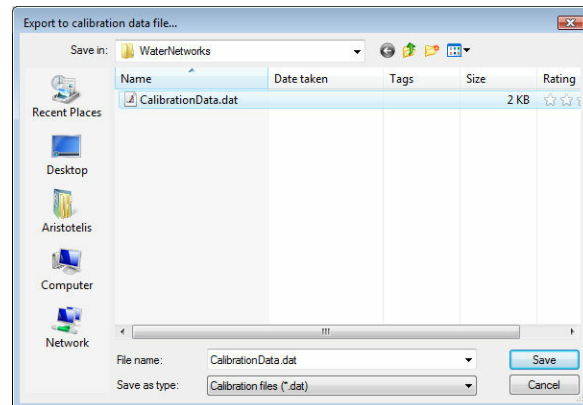 Export to calibration data file...
Save in:
WaterNetworks
Name Date taken Tags Size Rating
CalibrationData.dat 2 KB
Recent Places
Desktop
Aristotelis
Computer
Network
File name: CalibrationData.dat Save
Save as type: Calibration files (*.dat) Cancel